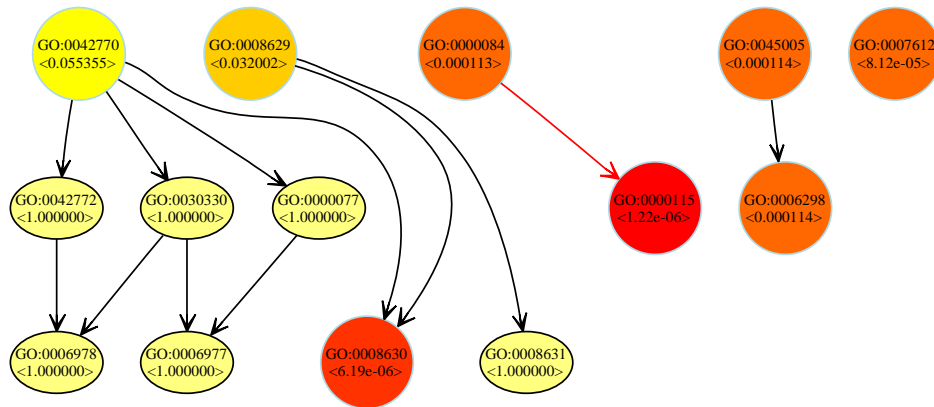 GO:0042770
<0.055355>
GO:0008629
<0.032002>
GO:0000084
<0.000113>
GO:0045005
<0.000114>
GO:0007612
<8.12e-05>
GO:0042772
<1.000000>
GO:0030330
<1.000000>
GO:0000077
<1.000000>
GO:0000115
<1.22e-06>
GO:0006298
<0.000114>
GO:0006978
<1.000000>
GO:0006977
<1.000000>
GO:0008630
<6.19e-06>
GO:0008631
<1.000000>